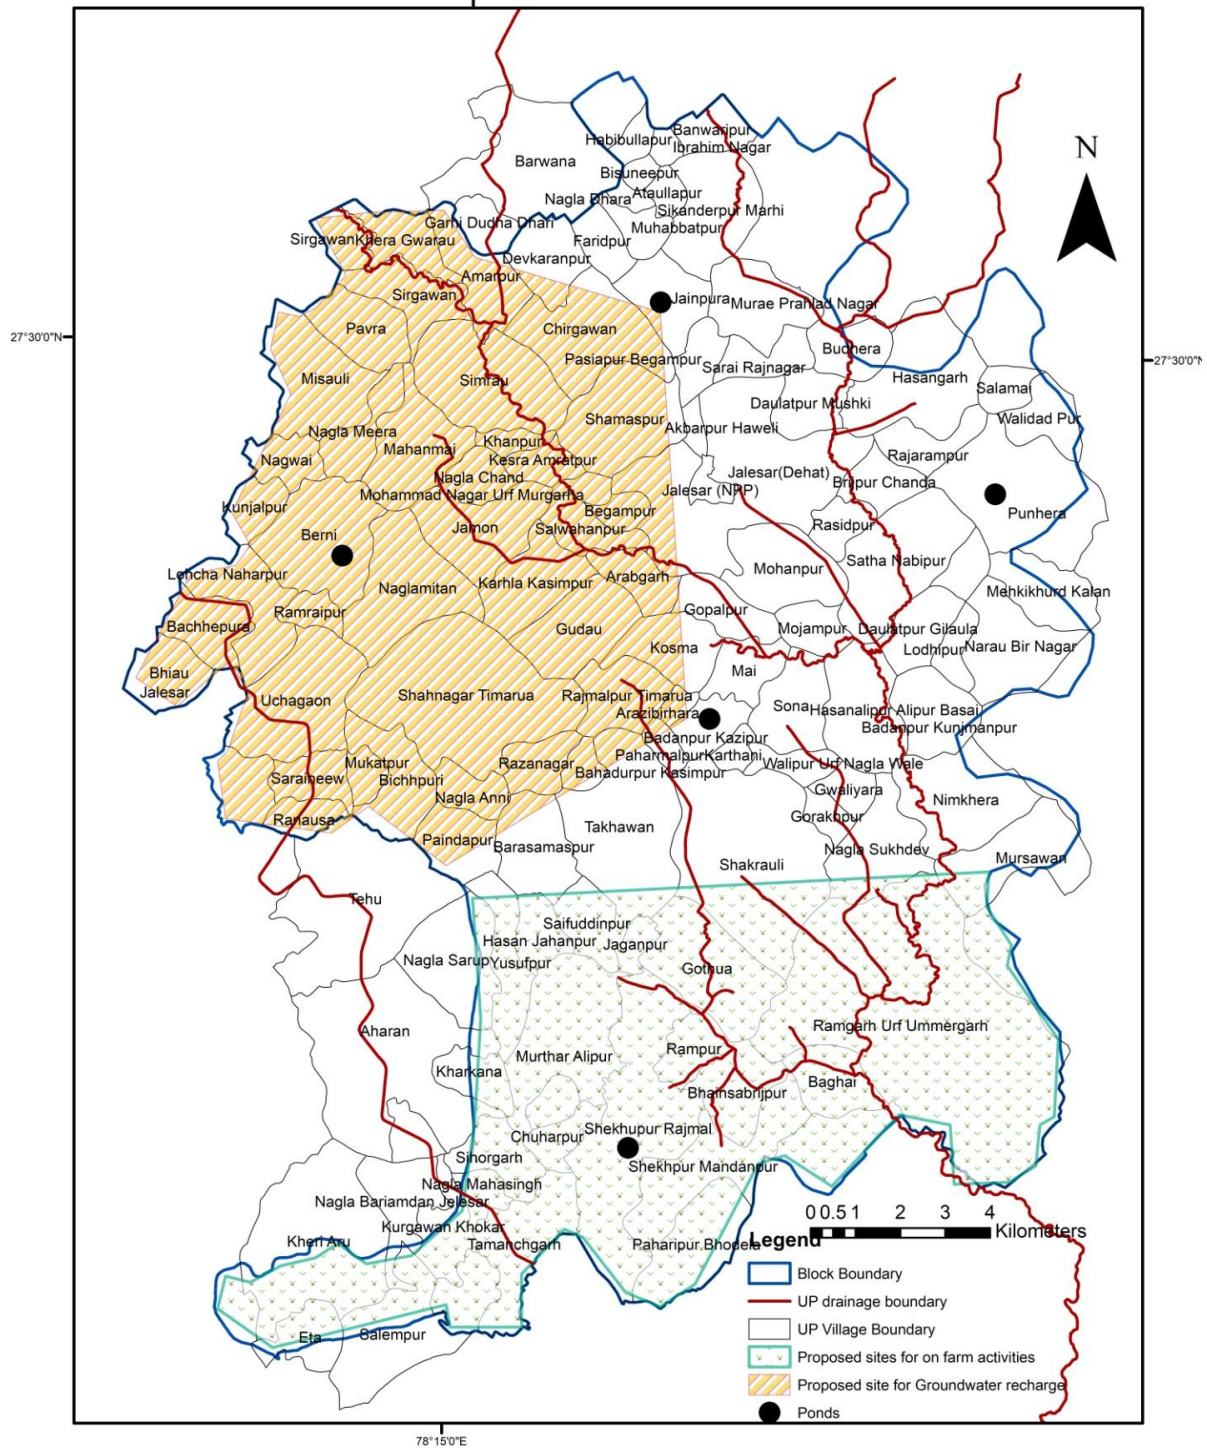 N
Habibullapur
Banwaripur
Ibrahim Nagar
Barwana
Bisuneepur
Ataullapur
Nagla Dhara
Sikanderpur Marhi
Garhi Dudha Dhari
Muhabbatpur
Sirgawan
Khera Gwarau
Faridpur
Devkaranpur
Amarpur
Sirgawan
Jainpura
Murae Prahlad Nagar
Pavra
Chirgawan
27°30'0"N
27°30'0"N
Budhera
Pasiapur Begampur
Sarai Rajnagar
Misauli
Simrau
Hasangarh
Salamai
Daulatpur Mushki
Shamaspur
Walidad Pur
Akbarpur Haweli
Nagla Meera
Mahanmai
Khanpur
Rajarampur
Nagwai
Kesra Amratpur
Nagla Chand
Jalesar(Dehat)
Brijpur Chanda
Mohammad Nagar Urf Murgarha
Jalesar (NPP)
Kunjalpur
Begampur
Punhera
Berni
Jamon
Salwahanpur
Rasidpur
Satha Nabipur
Loncha Naharpur
Arabgarh
Mohanpur
Naglamitan
Karhla Kasimpur
Mehkikhurd Kalan
Ramraipur
Gopalpur
Bachhepura
Gudau
Mojampur
Daulatpur Gilaula
Kosma
Lodhipur
Narau Bir Nagar
Bhiau
Mai
Jalesar
Uchagaon
Shahnagar Timarua
Rajmalpur Timarua
Sona
Hasanalipur Alipur Basai
Arazibirhara
Badanpur Kunjmanpur
Badanpur Kazipur
Paharmalpur
Karthani
Mukatpur
Razanagar
Walipur Urf Nagla Wale
Saraineew
Bichhpuri
Bahadurpur Kasimpur
Nagla Anni
Gwaliyara
Nimkhera
Ranausa
Gorakhpur
Takhawan
Paindapur
Barasamaspur
Nagla Sukhdev
Mursawan
Shakrauli
Tehu
Saifuddinpur
Hasan Jahanpur
Jaganpur
Nagla Sarup
Yusufpur
Gothua
Aharan
Ramgarh Urf Ummergarh
Murthar Alipur
Rampur
Kharkana
Baghai
Bhainsabrijpur
Chuharpur
Shekhupur Rajmal
Sihorgarh
Shekhpur Mandanpur
Nagla Mahasingh
Nagla Bariamdan Jelesar
Kurgawan Khokar
Kheri Aru
Tamanchgarh
Paharipur Bhodela
Eta
Salempur
0 0.5 1 2 3 4
Kilometers
Legend
Block Boundary
UP drainage boundary
UP Village Boundary
Proposed sites for on farm activities
Proposed site for Groundwater recharge
Ponds
78°15'0"E